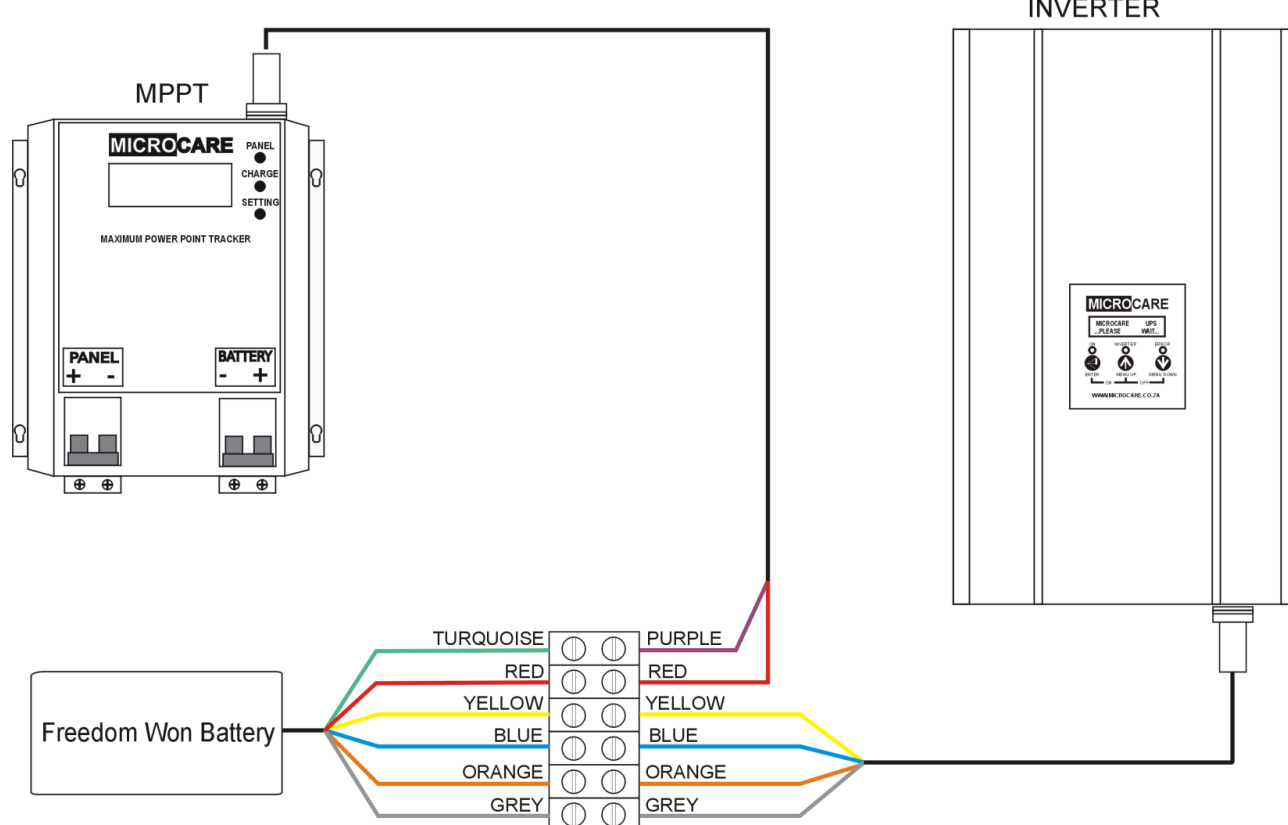 INVERTER
MPPT
MICROCARE
PANEL
CHARGE
SETTING
MAXIMUM POWER POINT TRACKER
PANEL
+ -
BATTERY
- +
MICROCARE
MICROCARE UPS
..PLEASE WAIT...
ON INVERTER ERROR
ENTER MENU UP MENU DOWN
ON OFF
WWW.MICROCARE.CO.ZA
Freedom Won Battery
TURQUOISE PURPLE
RED RED
YELLOW YELLOW
BLUE BLUE
ORANGE ORANGE
GREY GREY